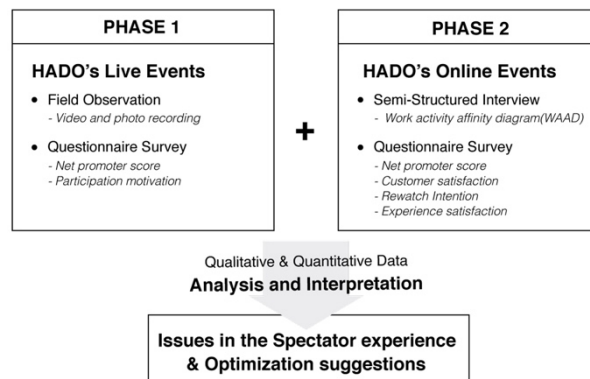 PHASE 1
HADO's Live Events
• Field Observation
- Video and photo recording
• Questionnaire Survey
- Net promoter score
- Participation motivation
+
PHASE 2
HADO's Online Events
• Semi-Structured Interview
- Work activity affinity diagram(WAAD)
• Questionnaire Survey
- Net promoter score
- Customer satisfaction
- Rewatch Intention
- Experience satisfaction
Qualitative & Quantitative Data
Analysis and Interpretation
Issues in the Spectator experience
& Optimization suggestions